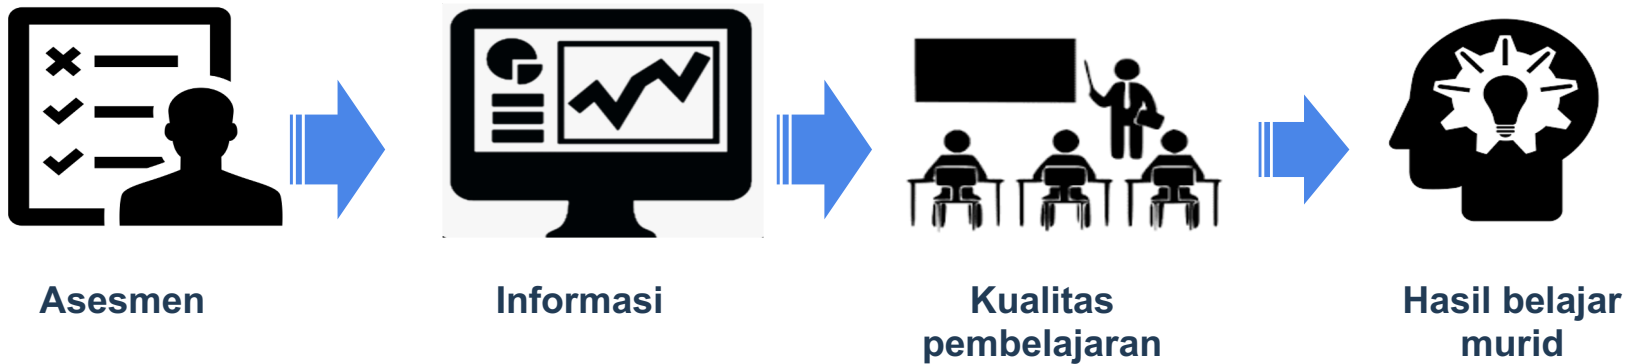 Asesmen
Informasi
Kualitas
pembelajaran
Hasil belajar
murid